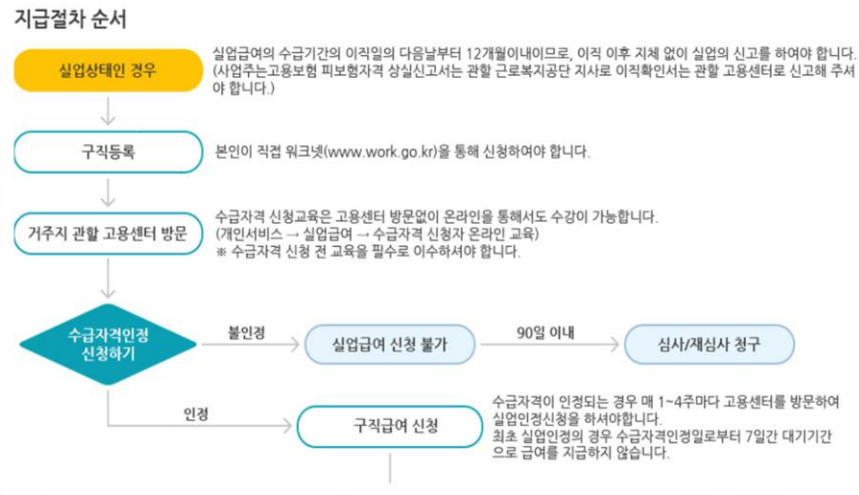 지급절차 순서
실업상태인 경우
실업급여의 수급기간의 이직일의 다음날부터 12개월이내이므로, 이직 이후 지체 없이 실업의 신고를 하여야 합니다.
(사업주는고용보험 피보험자격 상실신고서는 관할 근로복지공단 지사로 이직확인서는 관할 고용센터로 신고해 주셔
야 합니다.)
구직등록
본인이 직접 워크넷(www.work.go.kr)을 통해 신청하여야 합니다.
거주지 관할 고용센터 방문
수급자격 신청교육은 고용센터 방문없이 온라인을 통해서도 수강이 가능합니다.
(개인서비스 → 실업급여 → 수급자격 신청자 온라인 교육)
※ 수급자격 신청 전 교육을 필수로 이수하셔야 합니다.
수급자격인정
신청하기
불인정
실업급여 신청 불가
90일 이내
심사/재심사 청구
인정
구직급여 신청
수급자격이 인정되는 경우 매 1~4주마다 고용센터를 방문하여
실업인정신청을 하셔야합니다.
최초 실업인정의 경우 수급자격인정일로부터 7일간 대기기간
으로 급여를 지급하지 않습니다.